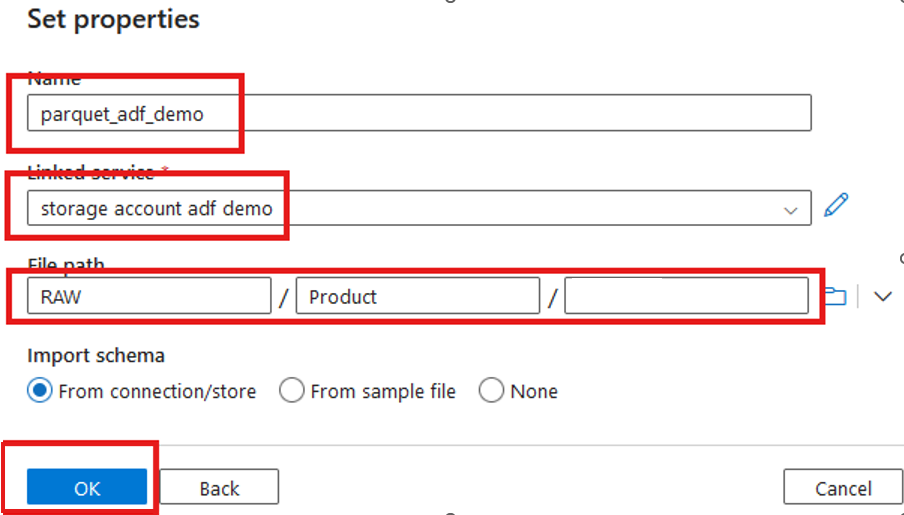 Set properties
Name
parquet_adf_demo
Linked service *
storage account adf demo
File path
RAW / Product /
Import schema
From connection/store From sample file None
OK Back Cancel